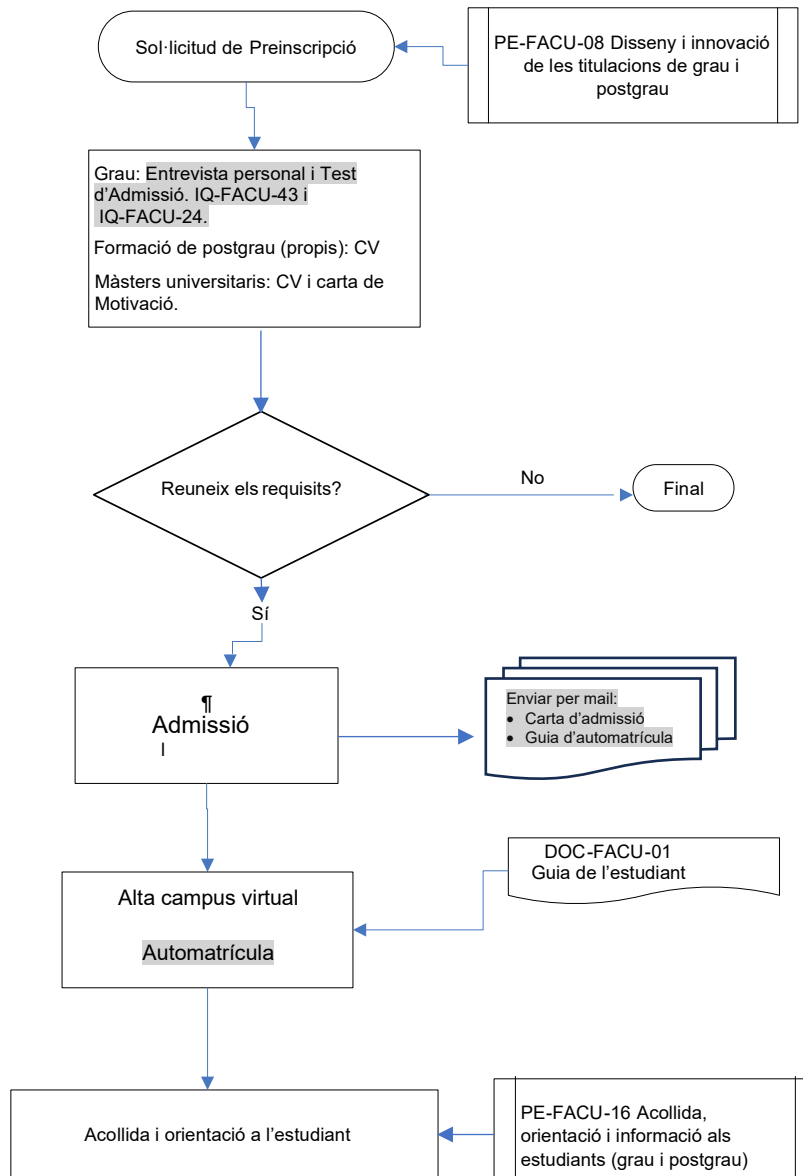 Sol·licitud de Preinscripció
PE-FACU-08 Disseny i innovació
de les titulacions de grau i
postgrau
Grau: Entrevista personal i Test
d’Admissió. IQ-FACU-43 i
IQ-FACU-24.
Formació de postgrau (propis): CV
Màsters universitaris: CV i carta de
Motivació.
Reuneix els requisits?
No
Final
Sí
¶
Admissió
l
Enviar per mail:
• Carta d’admissió
• Guia d’automatrícula
DOC-FACU-01
Guia de l’estudiant
Alta campus virtual
Automatrícula
Acollida i orientació a l’estudiant
PE-FACU-16 Acollida,
orientació i informació als
estudiants (grau i postgrau)